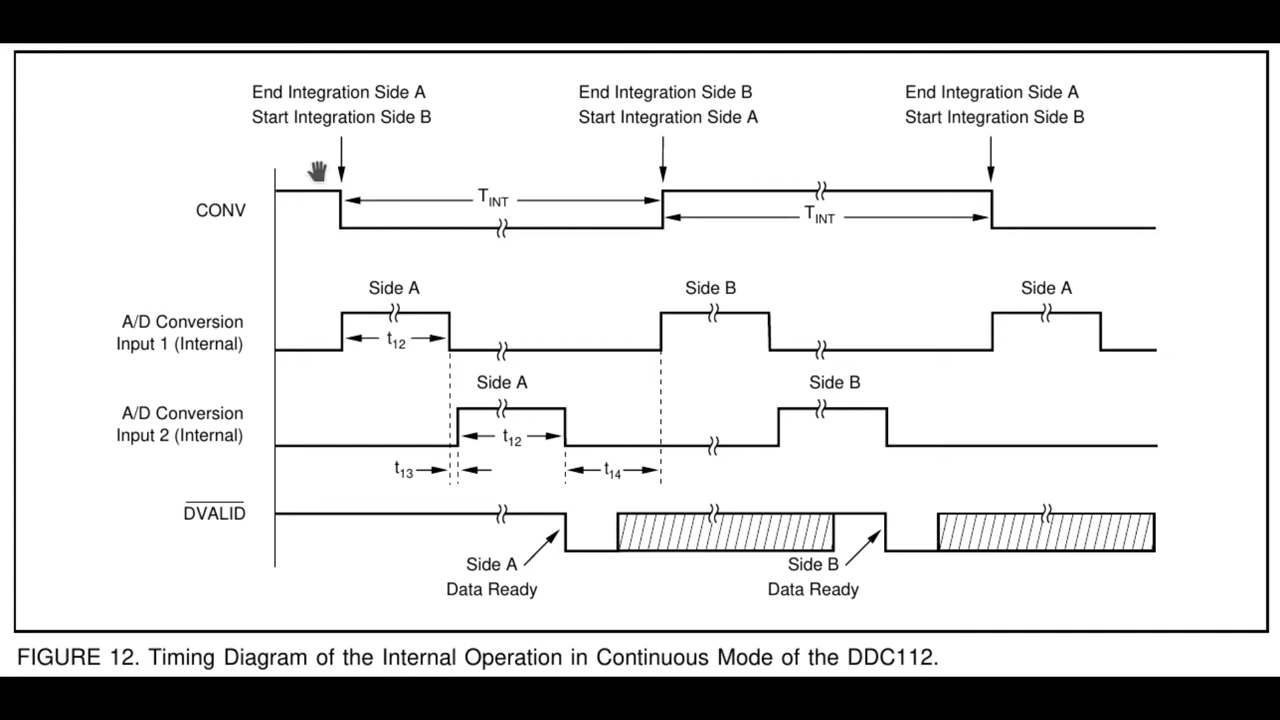 End Integration Side A
Start Integration Side B
End Integration Side B
Start Integration Side A
End Integration Side A
Start Integration Side B
CONV
TINT
TINT
Side A
Side B
Side A
A/D Conversion
Input 1 (Internal)
t12
Side A
Side B
A/D Conversion
Input 2 (Internal)
t12
t13
t14
DVALID
Side A
Data Ready
Side B
Data Ready
FIGURE 12. Timing Diagram of the Internal Operation in Continuous Mode of the DDC112.